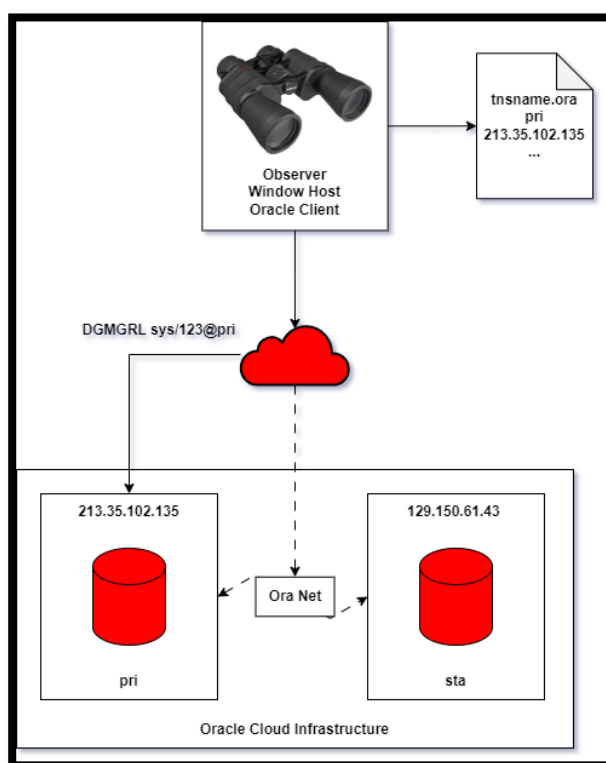 tnsname.ora
pri
213.35.102.135
...
Observer
Window Host
Oracle Client
DGMGRL sys/123@pri
213.35.102.135
129.150.61.43
Ora Net
pri
sta
Oracle Cloud Infrastructure